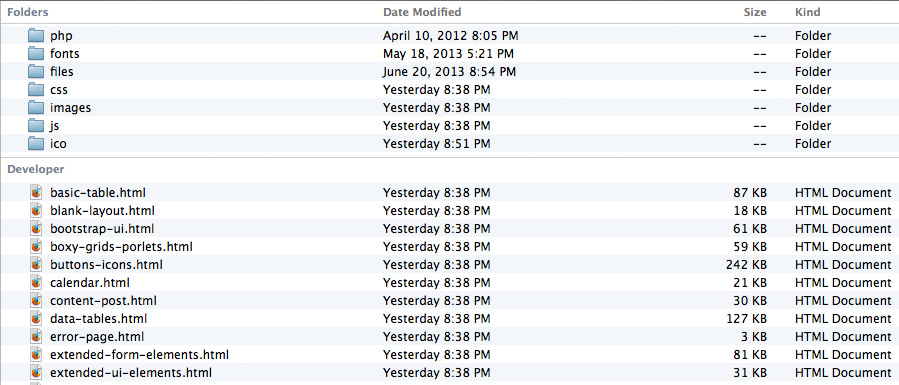 Folders Date Modified Size Kind
php April 10, 2012 8:05 PM -- Folder
fonts May 18, 2013 5:21 PM -- Folder
files June 20, 2013 8:54 PM -- Folder
css Yesterday 8:38 PM -- Folder
images Yesterday 8:38 PM -- Folder
js Yesterday 8:38 PM -- Folder
ico Yesterday 8:51 PM -- Folder
Developer
basic-table.html Yesterday 8:38 PM 87 KB HTML Document
blank-layout.html Yesterday 8:38 PM 18 KB HTML Document
bootstrap-ui.html Yesterday 8:38 PM 61 KB HTML Document
boxy-grids-porlets.html Yesterday 8:38 PM 59 KB HTML Document
buttons-icons.html Yesterday 8:38 PM 242 KB HTML Document
calendar.html Yesterday 8:38 PM 21 KB HTML Document
content-post.html Yesterday 8:38 PM 30 KB HTML Document
data-tables.html Yesterday 8:38 PM 127 KB HTML Document
error-page.html Yesterday 8:38 PM 3 KB HTML Document
extended-form-elements.html Yesterday 8:38 PM 81 KB HTML Document
extended-ui-elements.html Yesterday 8:38 PM 31 KB HTML Document